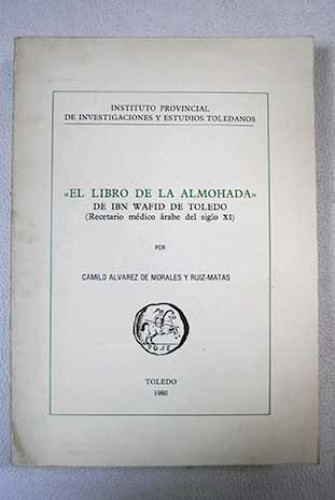 INSTITUTO PROVINCIAL
DE INVESTIGACIONES Y ESTUDIOS TOLEDANOS
«EL LIBRO DE LA ALMOHADA»
DE IBN WAFID DE TOLEDO
(Recetario médico árabe del siglo XI)
POR
CAMILO ALVAREZ DE MORALES Y RUIZ-MATAS
TOLEDO
1980